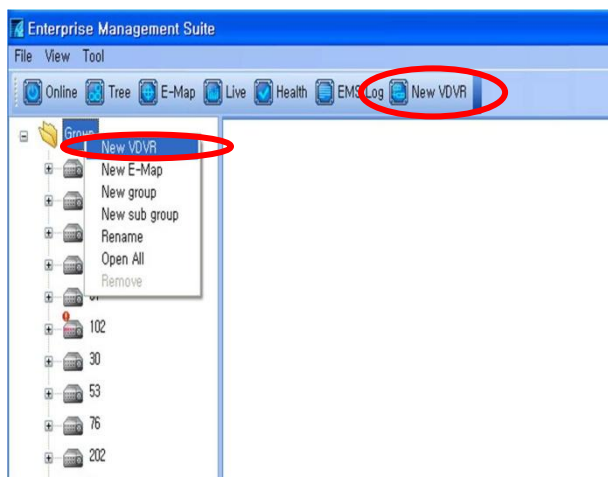 Enterprise Management Suite
File View Tool
Online Tree E-Map Live Health EMS Log New VDVR
Group
New VDVR
New E-Map
New group
New sub group
Rename
Open All
Remove
102
30
53
76
202